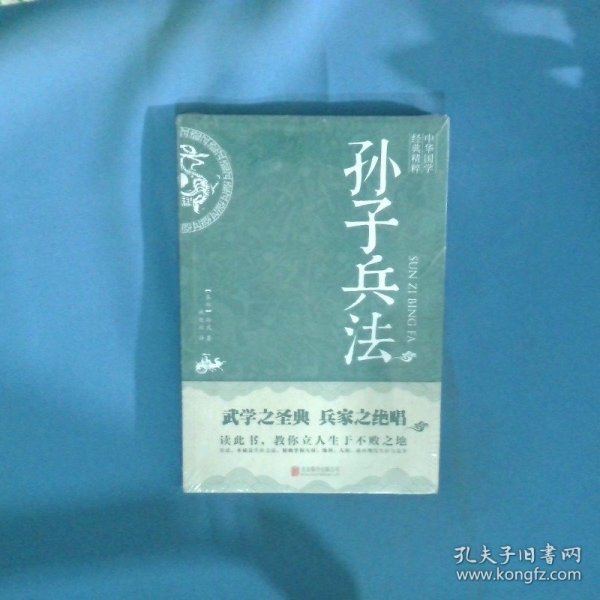 中华国学
经典精粹
孙子兵法
SUN ZI BING FA
武学之圣典 兵家之绝唱
读此书，教你立人生于不败之地
孔夫子旧书网
www.kongfz.com